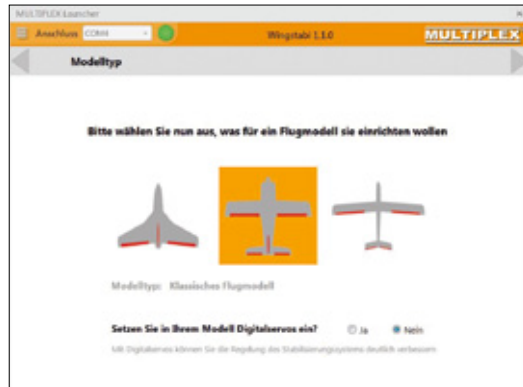 MULTIPLEX Launcher
Anschluss COM4 Wingstabi 1.1.0 MULTIPLEX
Modelltyp
Bitte wählen Sie nun aus, was für ein Flugmodell sie einrichten wollen
Modelltyp: Klassisches Flugmodell
Setzen Sie in Ihrem Modell Digitalservos ein? Ja Nein
Mit Digitalservos können Sie die Regelung des Stabilisierungssystems deutlich verbessern